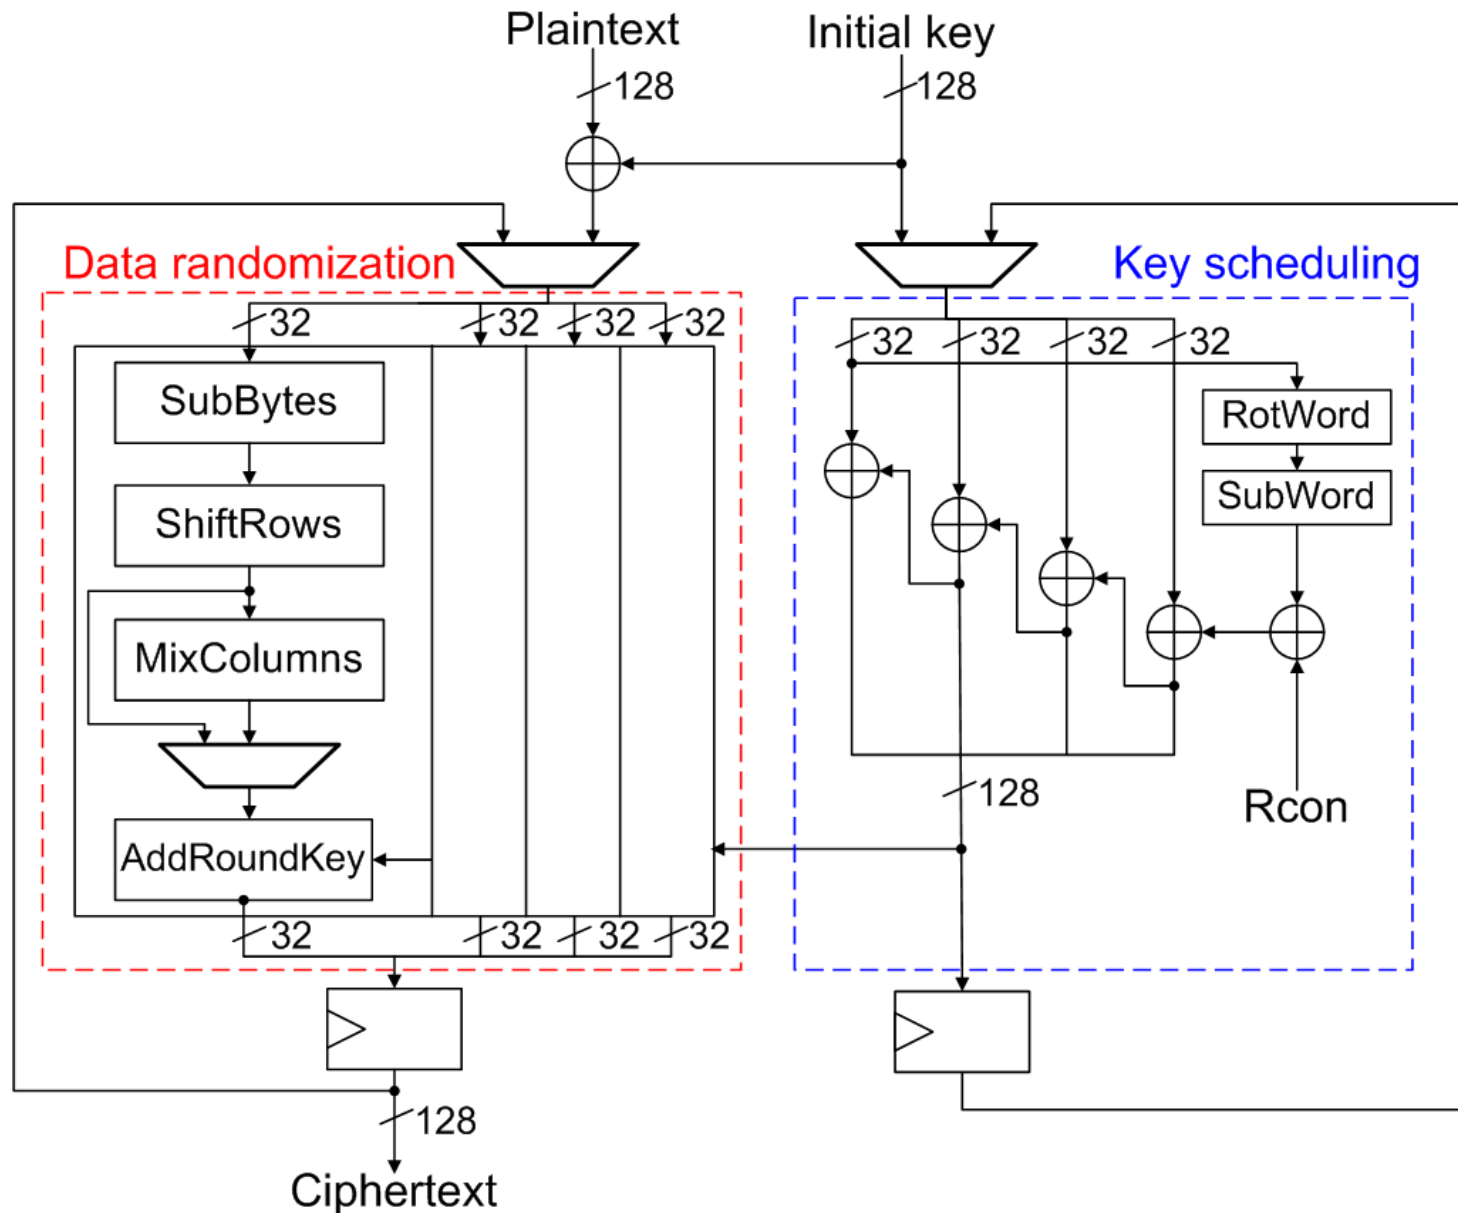 Plaintext
Initial key
128
128
Data randomization
Key scheduling
32
32
32
32
32
32
32
32
SubBytes
RotWord
ShiftRows
SubWord
MixColumns
128
Rcon
AddRoundKey
32
32
32
32
128
Ciphertext